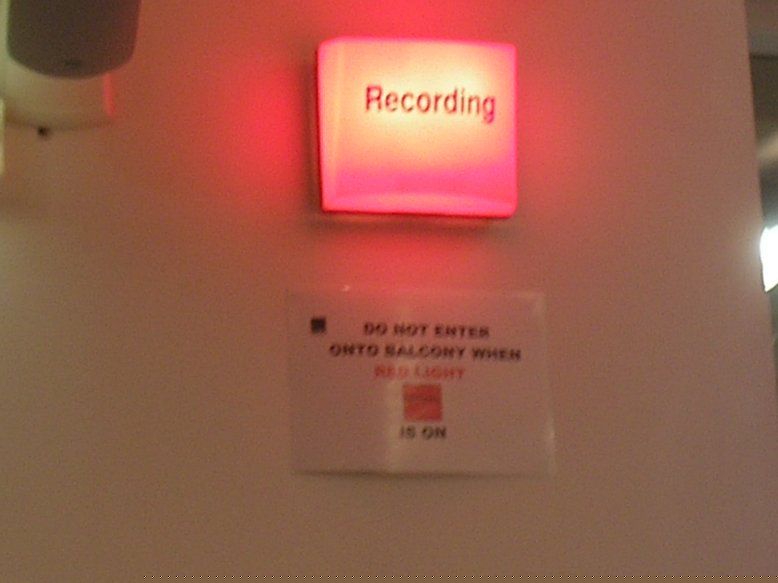 Recording
DO NOT ENTER
ONTO BALCONY WHEN
RED LIGHT
IS ON